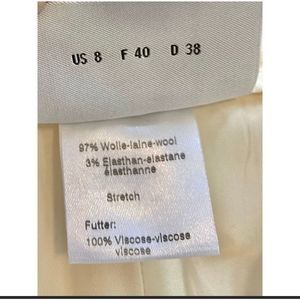 US 8 F 40 D 38
97% Wolle-laine-wool
3% Elasthan-elastane
élasthanne
Stretch
Futter:
100% Viscose-viscose
viscose